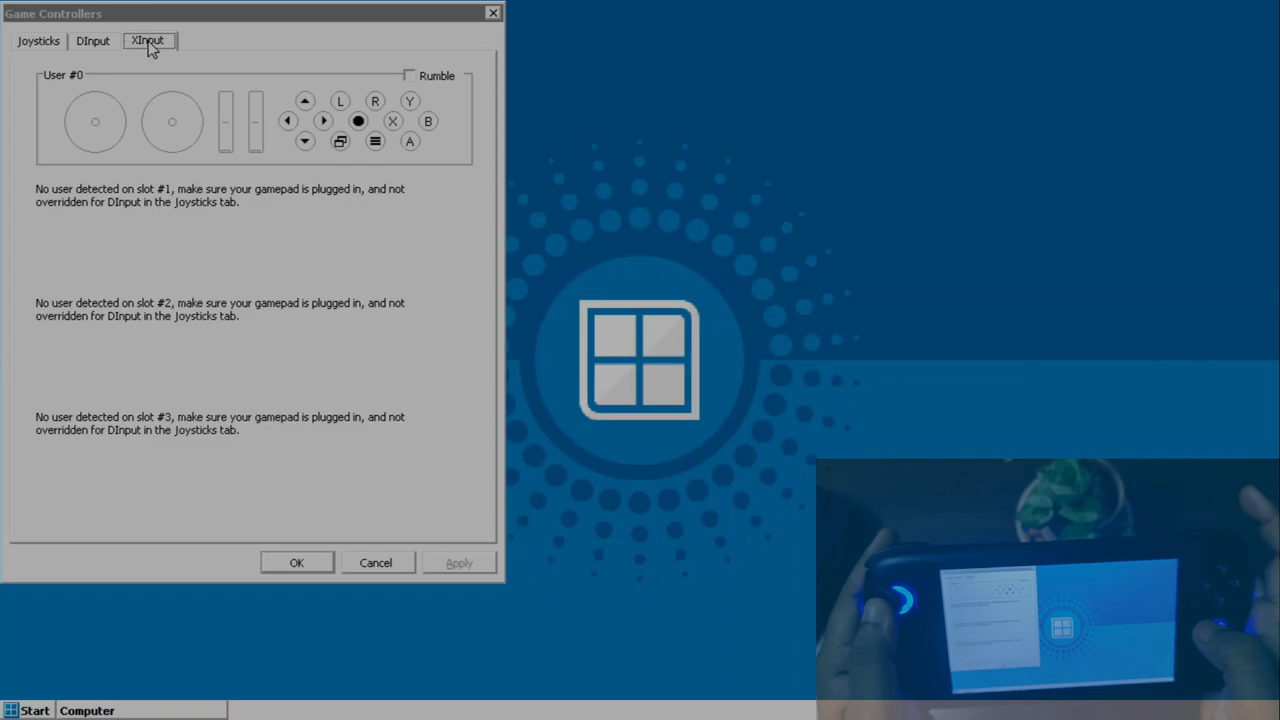 Game Controllers
Joysticks DInput XInput
User #0 Rumble
L R Y
X B
A
No user detected on slot #1, make sure your gamepad is plugged in, and not
overridden for DInput in the Joysticks tab.
No user detected on slot #2, make sure your gamepad is plugged in, and not
overridden for DInput in the Joysticks tab.
No user detected on slot #3, make sure your gamepad is plugged in, and not
overridden for DInput in the Joysticks tab.
OK Cancel Apply
Start Computer